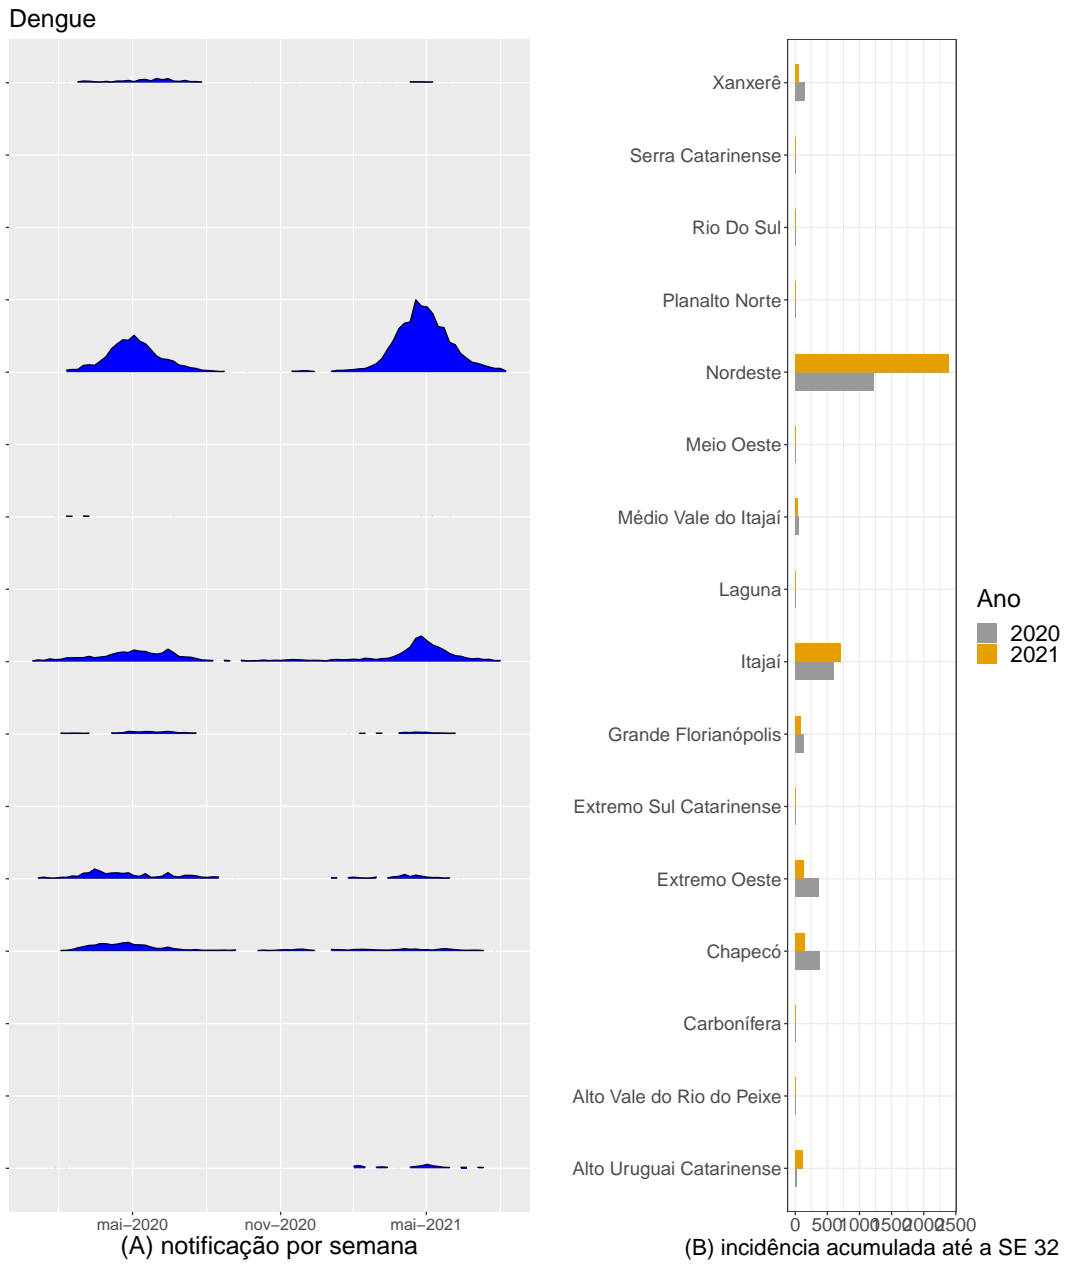 Dengue
Xanxerê
Serra Catarinense
Rio Do Sul
Planalto Norte
Nordeste
Meio Oeste
Médio Vale do Itajaí
Laguna
Itajaí
Grande Florianópolis
Extremo Sul Catarinense
Extremo Oeste
Chapecó
Carbonífera
Alto Vale do Rio do Peixe
Alto Uruguai Catarinense
Ano
2020
2021
mai−2020 nov−2020 mai−2021
0 500 1000 1500 2000 2500
(A) notificação por semana
(B) incidência acumulada até a SE 32